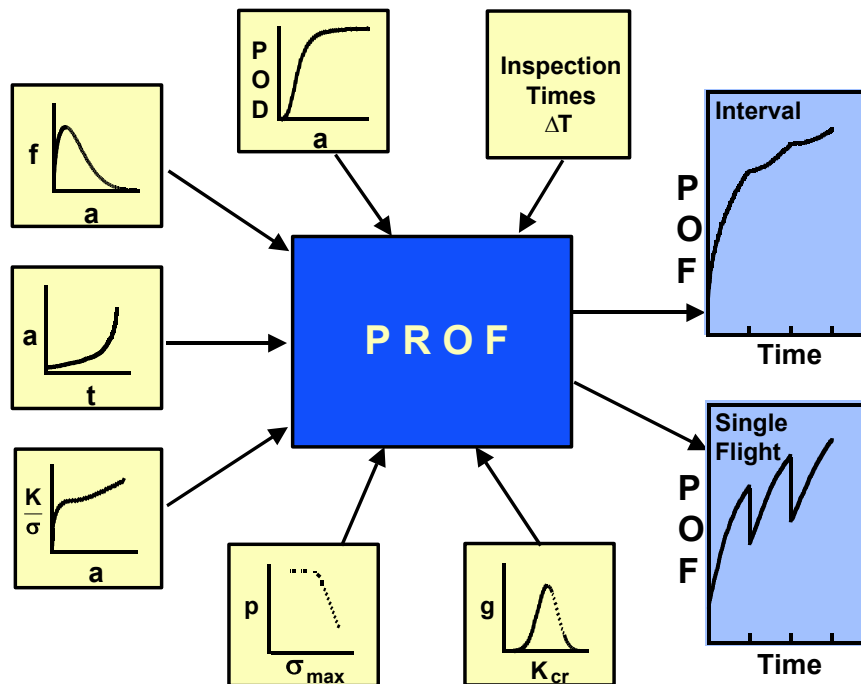 P
O
D
a
Inspection
Times
ΔT
Interval
P
O
F
Time
f
a
a
t
P R O F
K
σ
a
Single
Flight
P
O
F
Time
p
σmax
g
Kcr